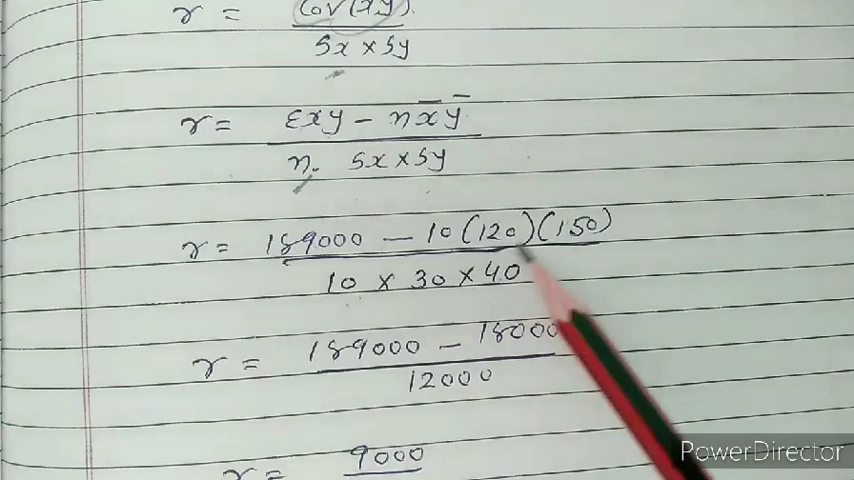 r = Cov(xy)
Sx × Sy
r = Σxy - n x̄ ȳ
n. Sx × Sy
r = 189000 - 10(120)(150)
10 × 30 × 40
r = 189000 - 18000
12000
r = 9000
PowerDirector